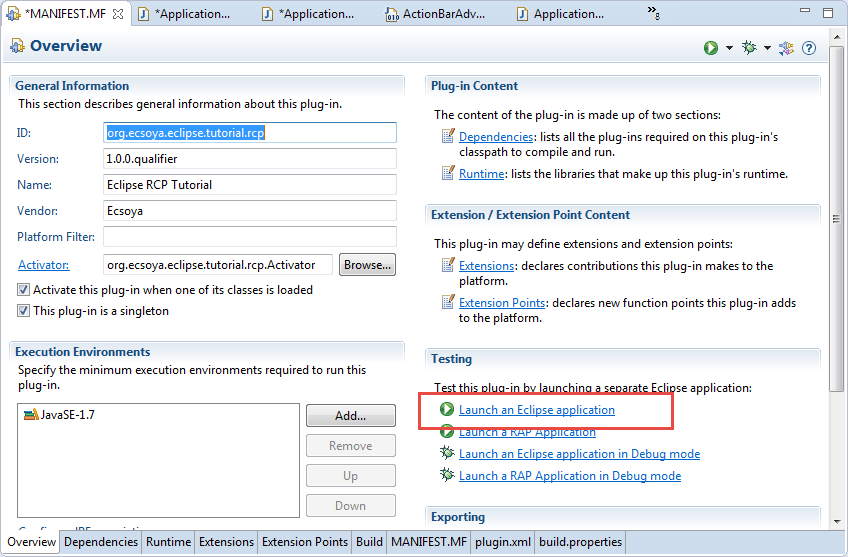 *MANIFEST.MF
*Application...
*Application...
ActionBarAdv...
Application...
»8
Overview
General Information
This section describes general information about this plug-in.
ID:
org.ecsoya.eclipse.tutorial.rcp
Version:
1.0.0.qualifier
Name:
Eclipse RCP Tutorial
Vendor:
Ecsoya
Platform Filter:
Activator:
org.ecsoya.eclipse.tutorial.rcp.Activator
Browse...
Activate this plug-in when one of its classes is loaded
This plug-in is a singleton
Execution Environments
Specify the minimum execution environments required to run this
plug-in.
JavaSE-1.7
Add...
Remove
Up
Down
Plug-in Content
The content of the plug-in is made up of two sections:
Dependencies: lists all the plug-ins required on this plug-in's
classpath to compile and run.
Runtime: lists the libraries that make up this plug-in's runtime.
Extension / Extension Point Content
This plug-in may define extensions and extension points:
Extensions: declares contributions this plug-in makes to the
platform.
Extension Points: declares new function points this plug-in adds
to the platform.
Testing
Test this plug-in by launching a separate Eclipse application:
Launch an Eclipse application
Launch a RAP Application
Launch an Eclipse application in Debug mode
Launch a RAP Application in Debug mode
Exporting
Overview
Dependencies
Runtime
Extensions
Extension Points
Build
MANIFEST.MF
plugin.xml
build.properties